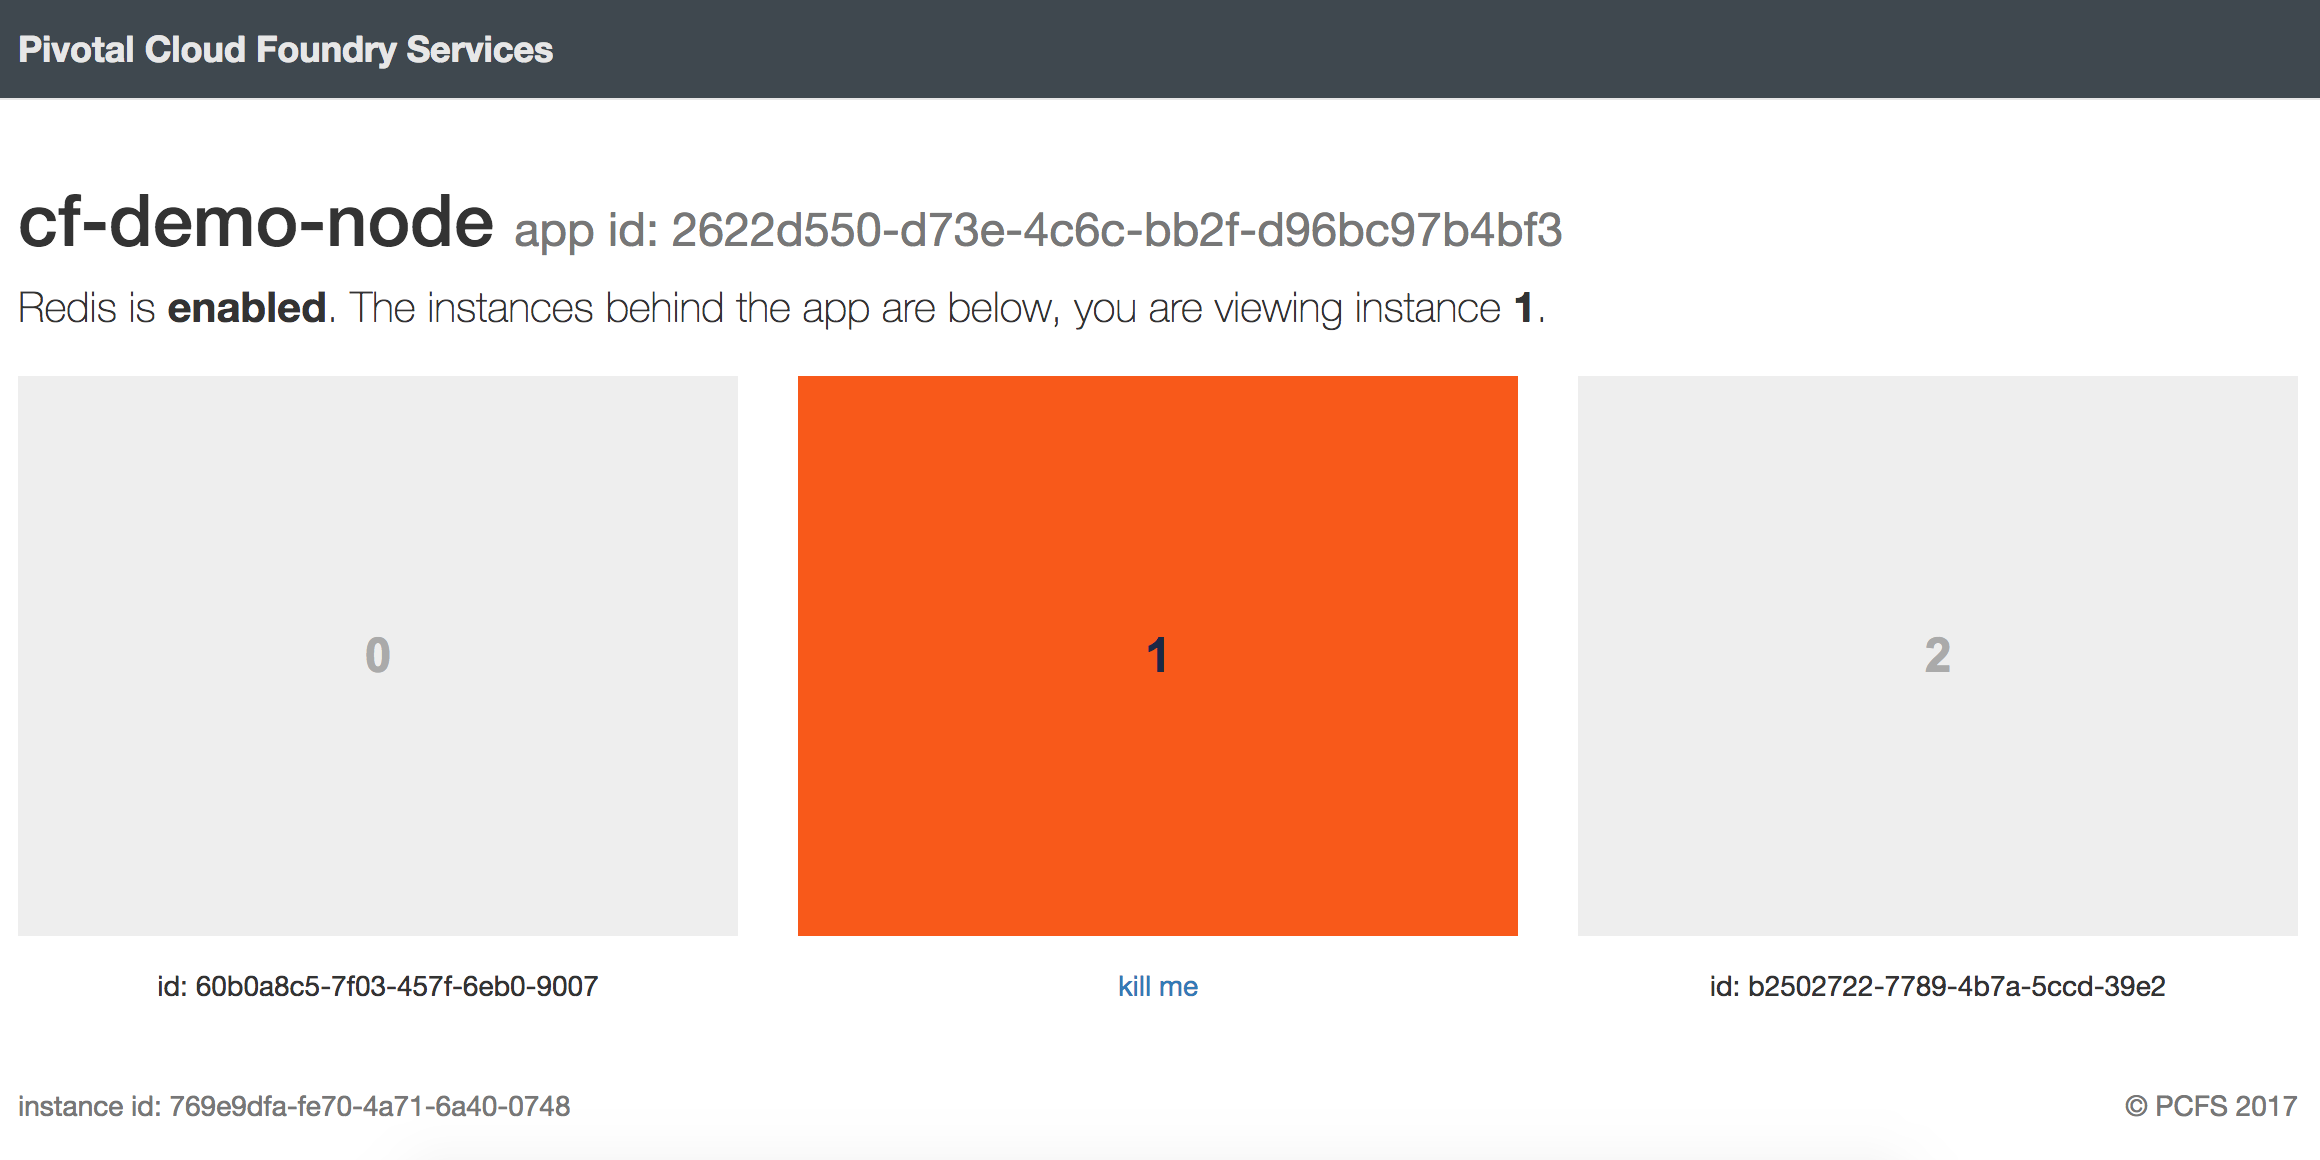 Pivotal Cloud Foundry Services
cf-demo-node app id: 2622d550-d73e-4c6c-bb2f-d96bc97b4bf3
Redis is enabled. The instances behind the app are below, you are viewing instance 1.
0
1
2
id: 60b0a8c5-7f03-457f-6eb0-9007
kill me
id: b2502722-7789-4b7a-5ccd-39e2
instance id: 769e9dfa-fe70-4a71-6a40-0748
© PCFS 2017